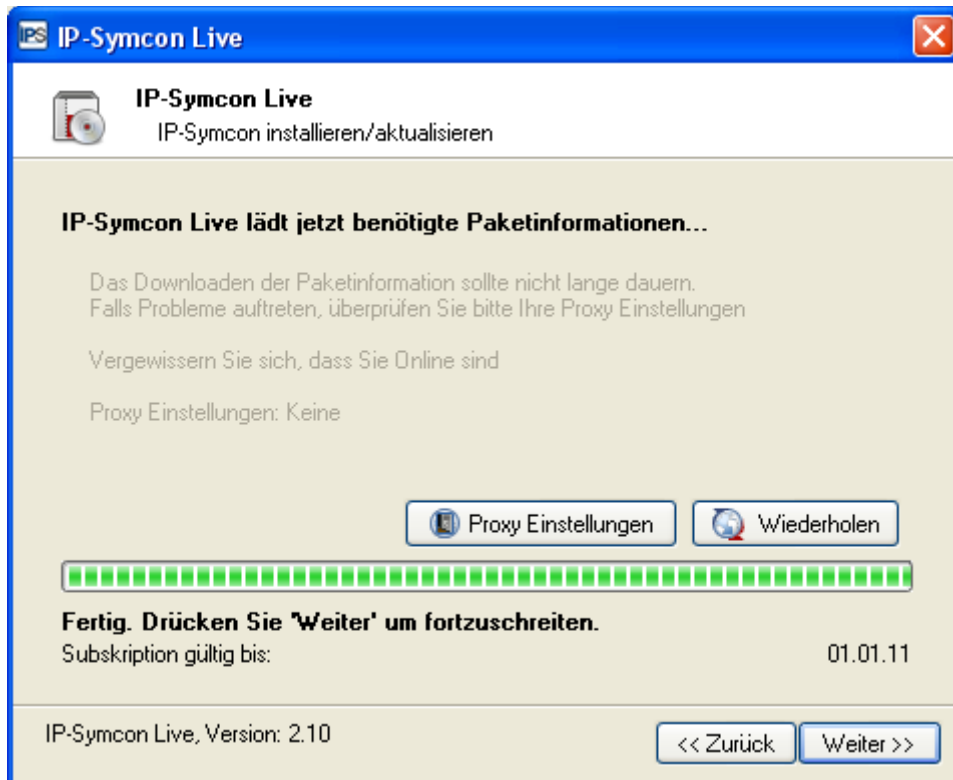 IPS IP-Symcon Live
IP-Symcon Live
IP-Symcon installieren/aktualisieren
IP-Symcon Live lädt jetzt benötigte Paketinformationen...
Das Downloaden der Paketinformation sollte nicht lange dauern.
Falls Probleme auftreten, überprüfen Sie bitte Ihre Proxy Einstellungen
Vergewissern Sie sich, dass Sie Online sind
Proxy Einstellungen: Keine
Proxy Einstellungen Wiederholen
Fertig. Drücken Sie 'Weiter' um fortzuschreiten.
Subskription gültig bis: 01.01.11
IP-Symcon Live, Version: 2.10 << Zurück Weiter >>